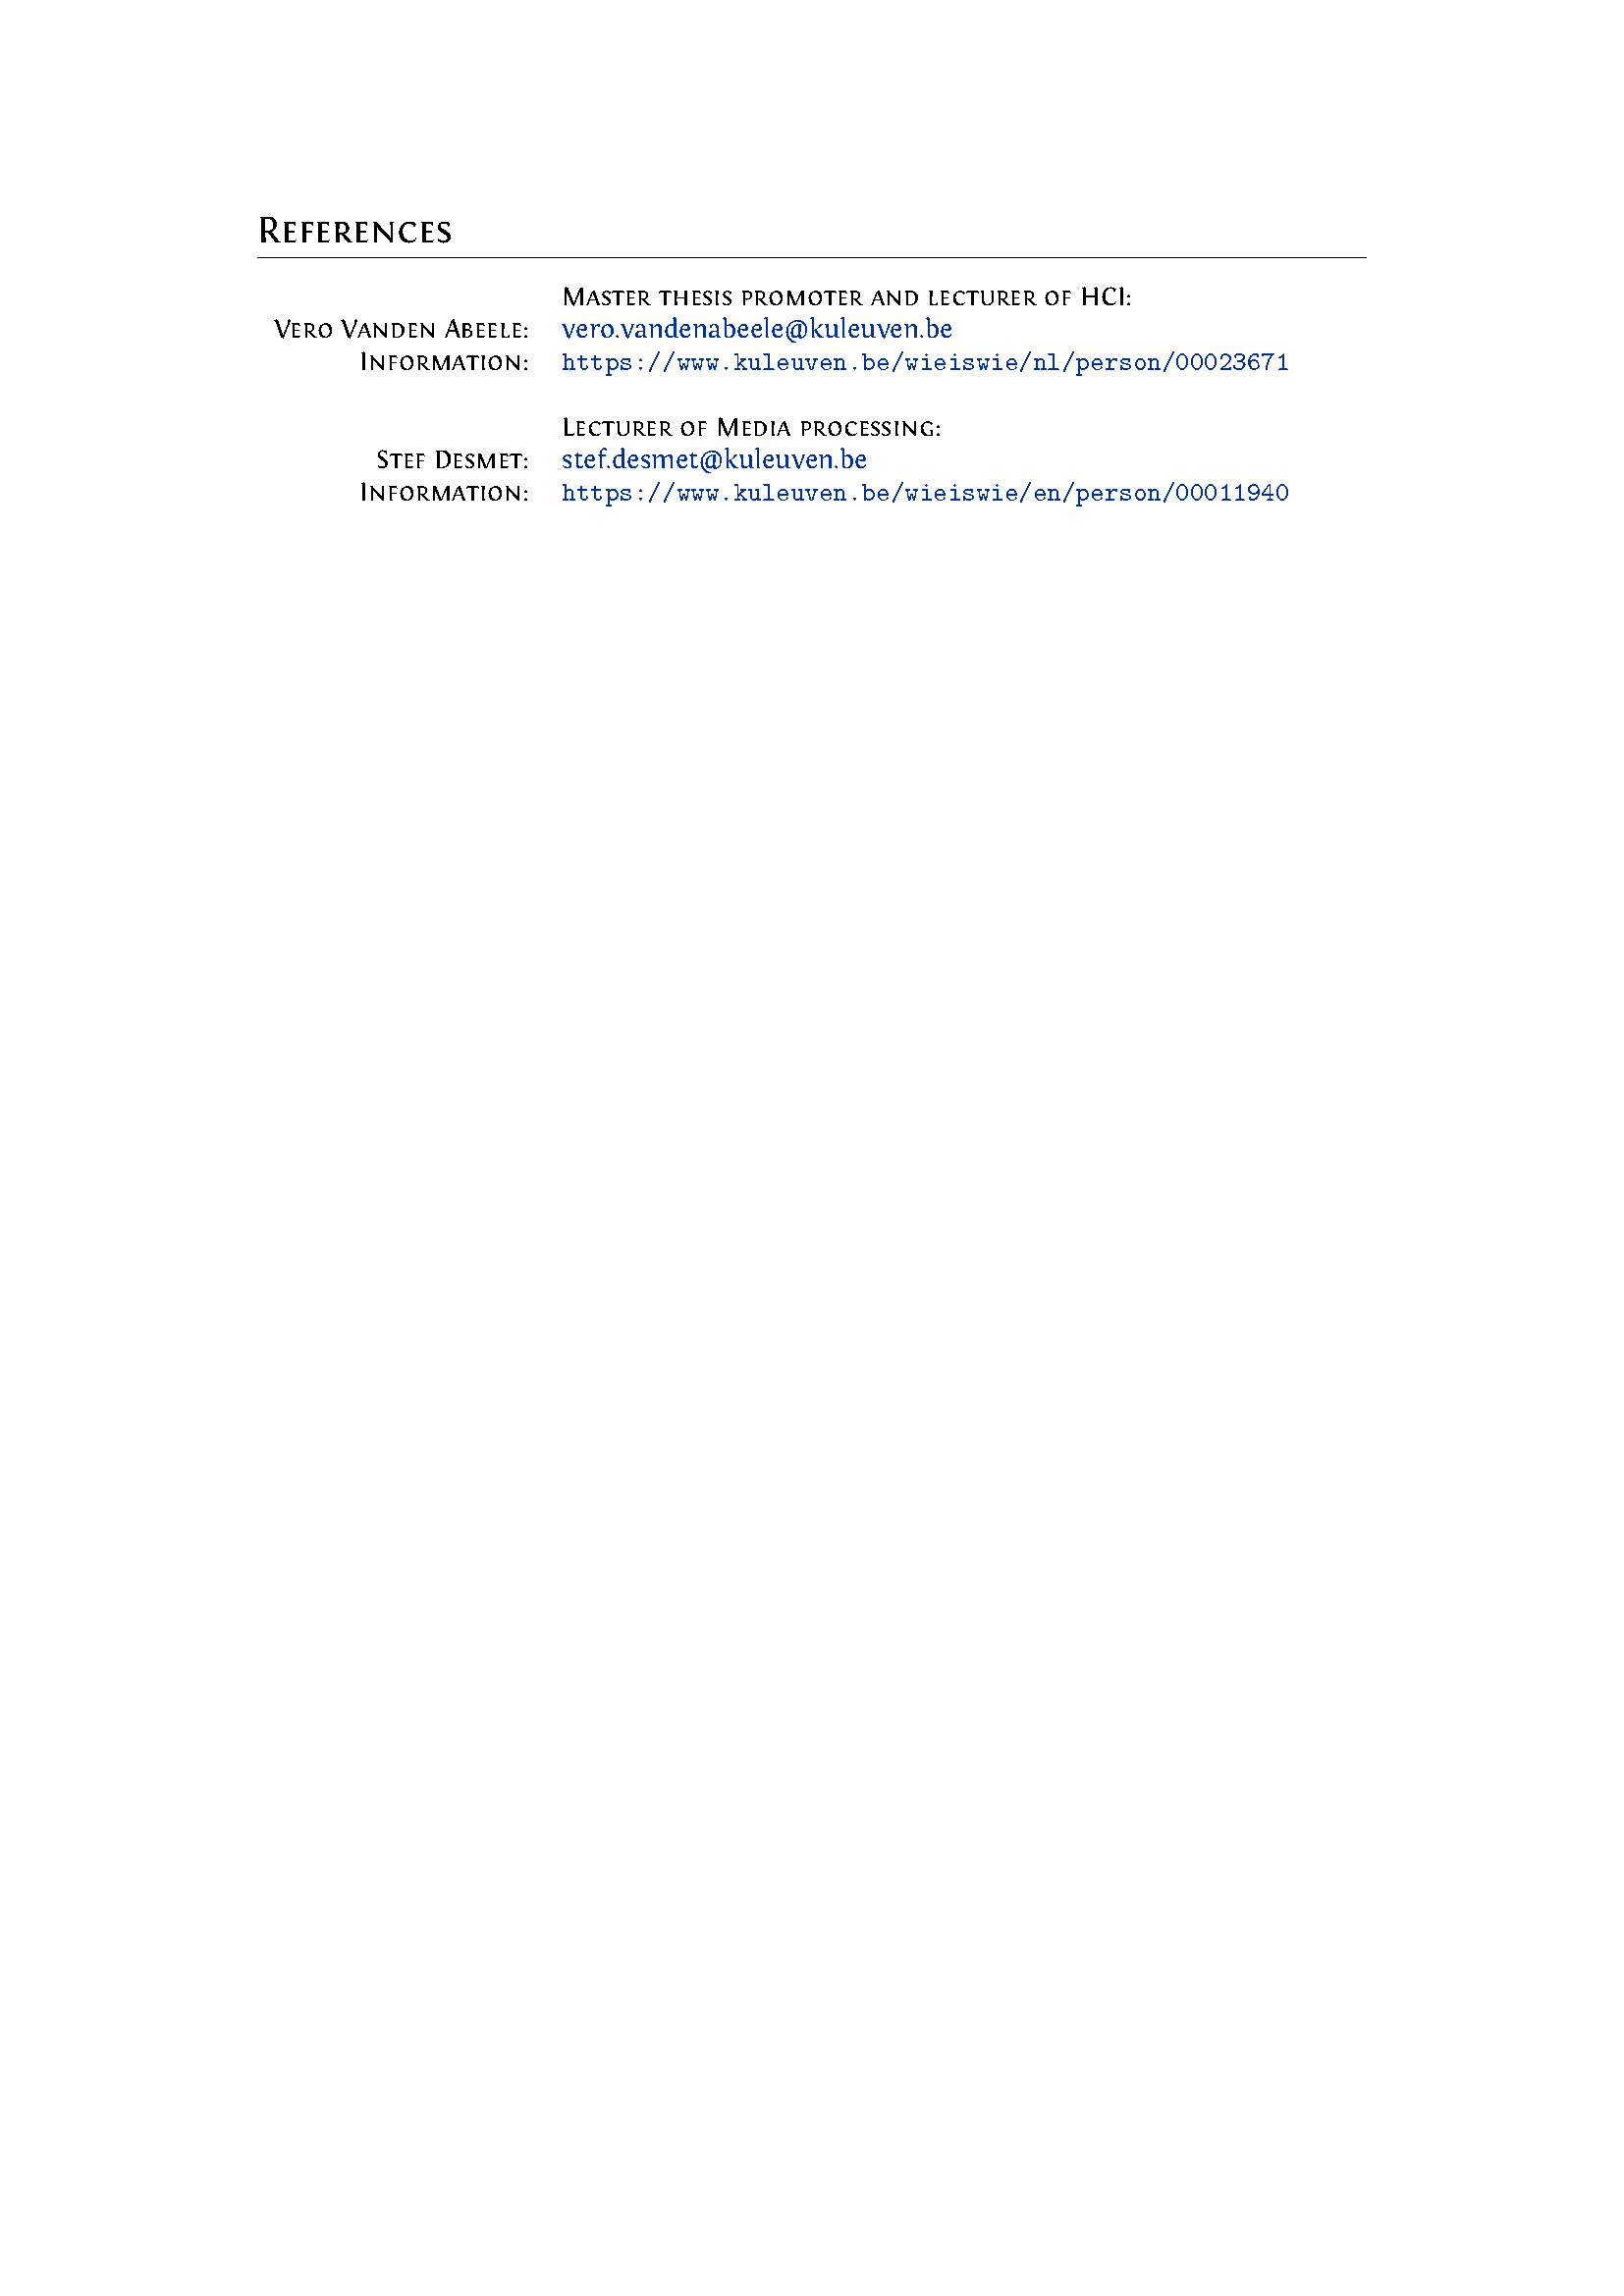 References
Master thesis promoter and lecturer of HCI:
Vero Vanden Abeele: vero.vandenabeele@kuleuven.be
Information: https://www.kuleuven.be/wieiswie/nl/person/00023671
Lecturer of Media processing:
Stef Desmet: stef.desmet@kuleuven.be
Information: https://www.kuleuven.be/wieiswie/en/person/00011940